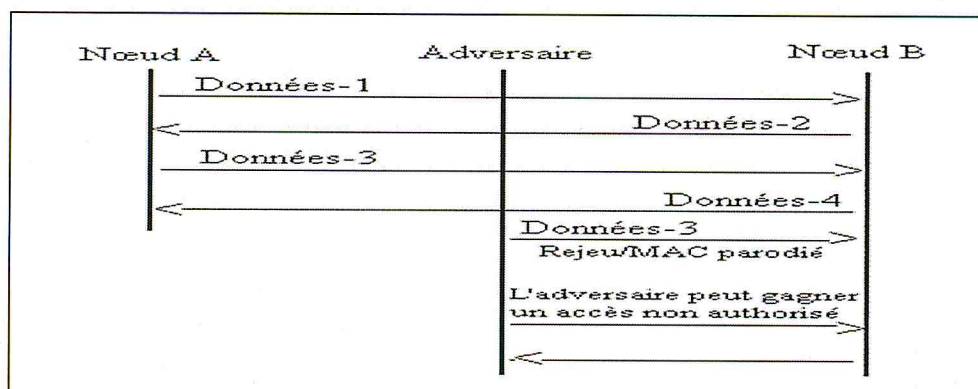 Nœud A Adversaire Nœud B
Données-1
Données-2
Données-3
Données-4
Données-3
Rejeu/MAC parodié
L'adversaire peut gagner
un accès non authorisé